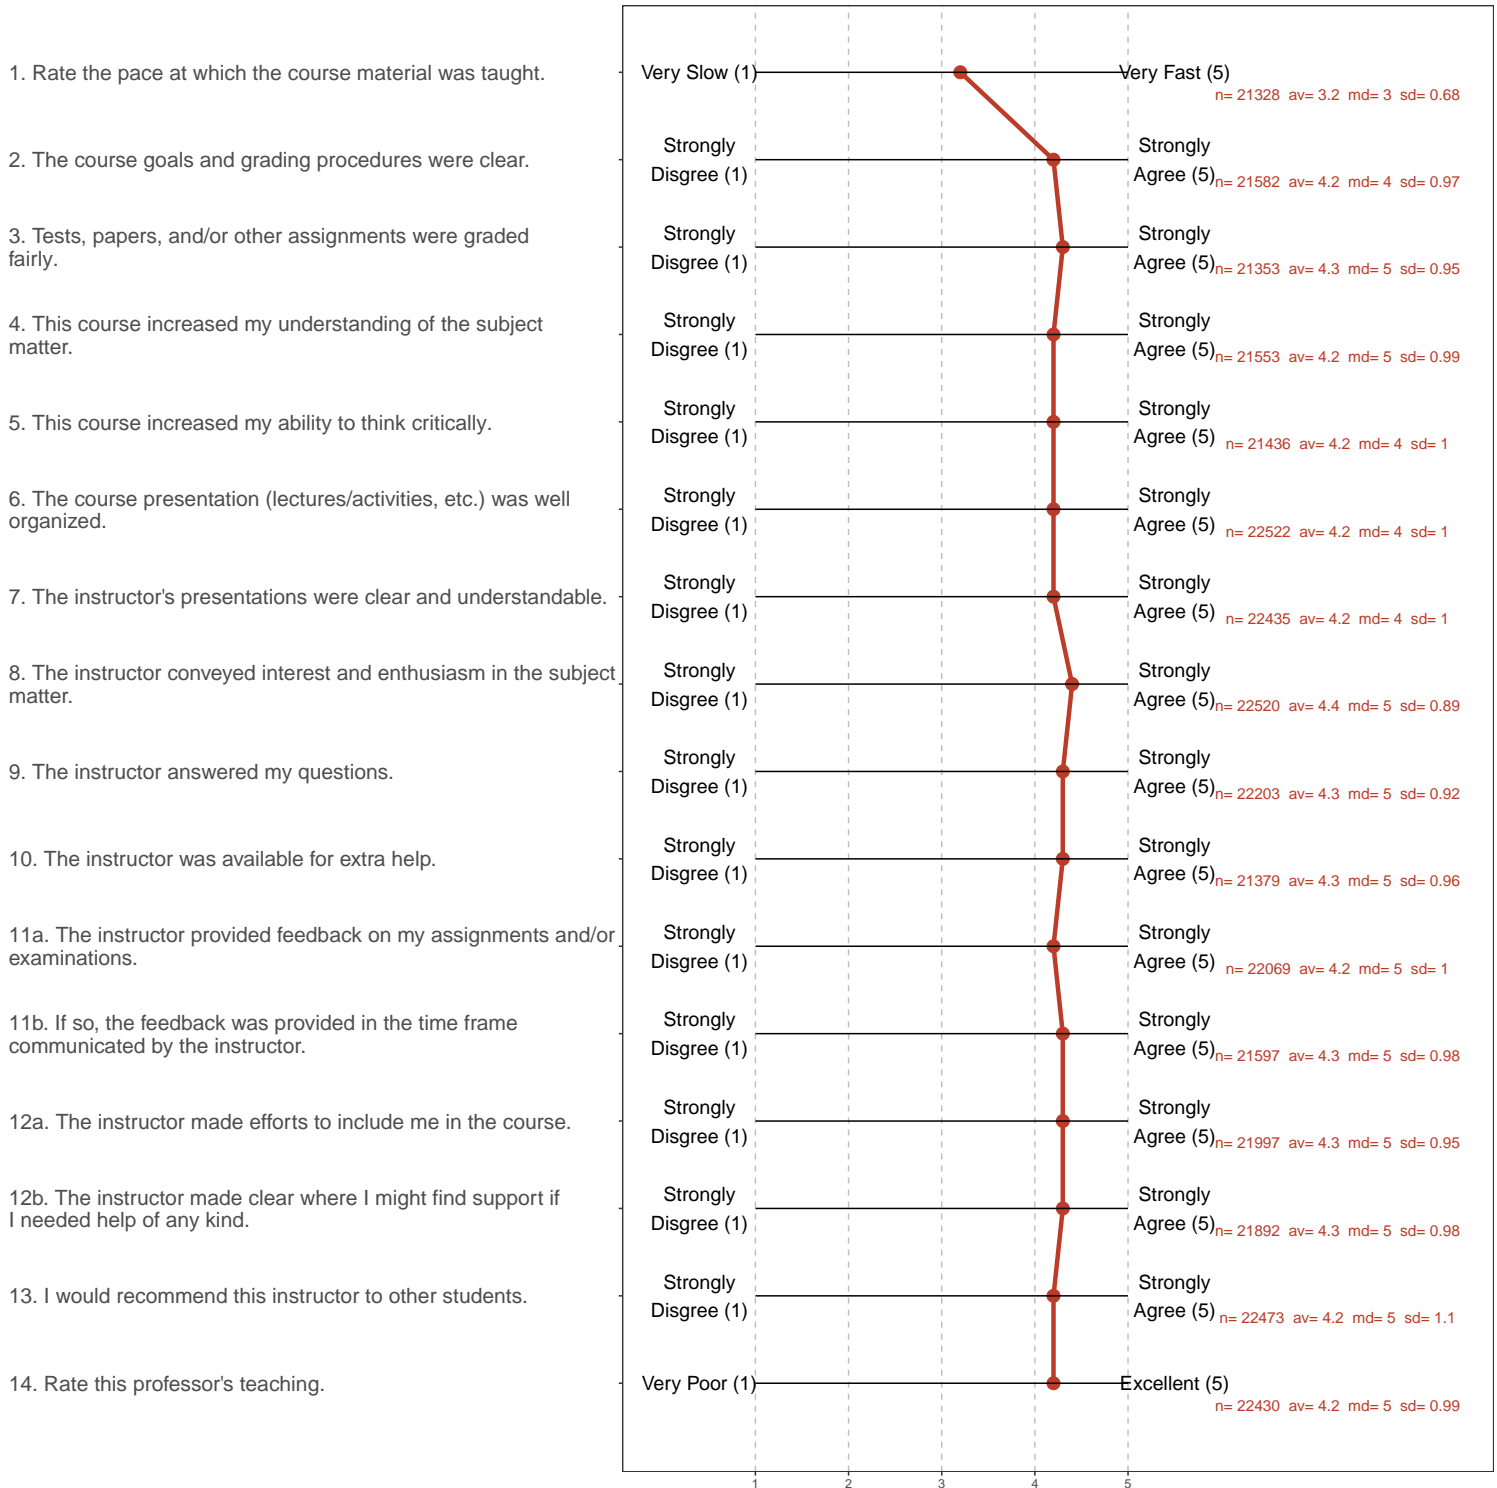 1. Rate the pace at which the course material was taught.
Very Slow (1)
Very Fast (5)
n= 21328 av= 3.2 md= 3 sd= 0.68
2. The course goals and grading procedures were clear.
Strongly
Disgree (1)
Strongly
Agree (5)
n= 21582 av= 4.2 md= 4 sd= 0.97
3. Tests, papers, and/or other assignments were graded
fairly.
Strongly
Disgree (1)
Strongly
Agree (5)
n= 21353 av= 4.3 md= 5 sd= 0.95
4. This course increased my understanding of the subject
matter.
Strongly
Disgree (1)
Strongly
Agree (5)
n= 21553 av= 4.2 md= 5 sd= 0.99
5. This course increased my ability to think critically.
Strongly
Disgree (1)
Strongly
Agree (5)
n= 21436 av= 4.2 md= 4 sd= 1
6. The course presentation (lectures/activities, etc.) was well
organized.
Strongly
Disgree (1)
Strongly
Agree (5)
n= 22522 av= 4.2 md= 4 sd= 1
7. The instructor's presentations were clear and understandable.
Strongly
Disgree (1)
Strongly
Agree (5)
n= 22435 av= 4.2 md= 4 sd= 1
8. The instructor conveyed interest and enthusiasm in the subject
matter.
Strongly
Disgree (1)
Strongly
Agree (5)
n= 22520 av= 4.4 md= 5 sd= 0.89
9. The instructor answered my questions.
Strongly
Disgree (1)
Strongly
Agree (5)
n= 22203 av= 4.3 md= 5 sd= 0.92
10. The instructor was available for extra help.
Strongly
Disgree (1)
Strongly
Agree (5)
n= 21379 av= 4.3 md= 5 sd= 0.96
11a. The instructor provided feedback on my assignments and/or
examinations.
Strongly
Disgree (1)
Strongly
Agree (5)
n= 22069 av= 4.2 md= 5 sd= 1
11b. If so, the feedback was provided in the time frame
communicated by the instructor.
Strongly
Disgree (1)
Strongly
Agree (5)
n= 21597 av= 4.3 md= 5 sd= 0.98
12a. The instructor made efforts to include me in the course.
Strongly
Disgree (1)
Strongly
Agree (5)
n= 21997 av= 4.3 md= 5 sd= 0.95
12b. The instructor made clear where I might find support if
I needed help of any kind.
Strongly
Disgree (1)
Strongly
Agree (5)
n= 21892 av= 4.3 md= 5 sd= 0.98
13. I would recommend this instructor to other students.
Strongly
Disgree (1)
Strongly
Agree (5)
n= 22473 av= 4.2 md= 5 sd= 1.1
14. Rate this professor's teaching.
Very Poor (1)
Excellent (5)
n= 22430 av= 4.2 md= 5 sd= 0.99
1 2 3 4 5